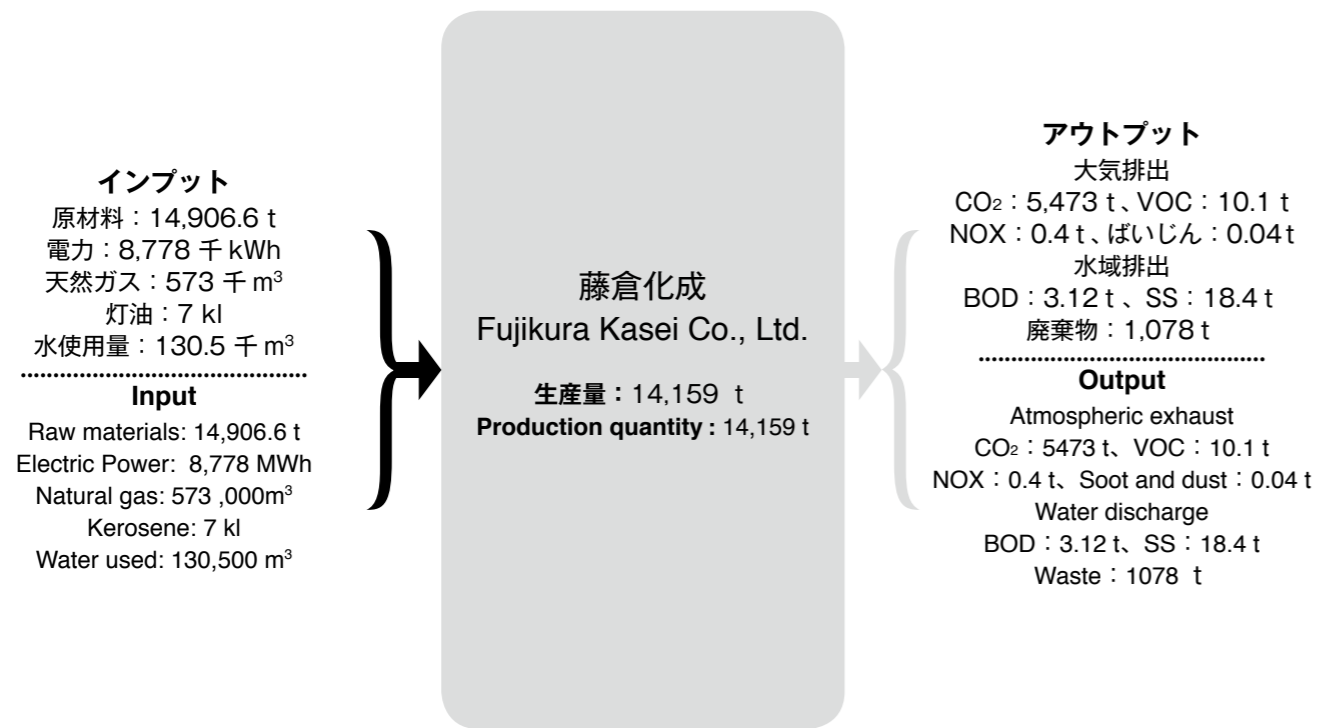 インプット
原材料：14,906.6 t
電力：8,778 千 kWh
天然ガス：573 千 m³
灯油：7 kl
水使用量：130.5 千 m³
Input
Raw materials: 14,906.6 t
Electric Power: 8,778 MWh
Natural gas: 573 ,000m³
Kerosene: 7 kl
Water used: 130,500 m³
藤倉化成
Fujikura Kasei Co., Ltd.
生産量：14,159 t
Production quantity : 14,159 t
アウトプット
大気排出
CO₂：5,473 t、VOC：10.1 t
NOX：0.4 t、ばいじん：0.04 t
水域排出
BOD：3.12 t 、SS：18.4 t
廃棄物：1,078 t
Output
Atmospheric exhaust
CO₂：5473 t、VOC：10.1 t
NOX：0.4 t、Soot and dust：0.04 t
Water discharge
BOD：3.12 t、SS：18.4 t
Waste：1078 t